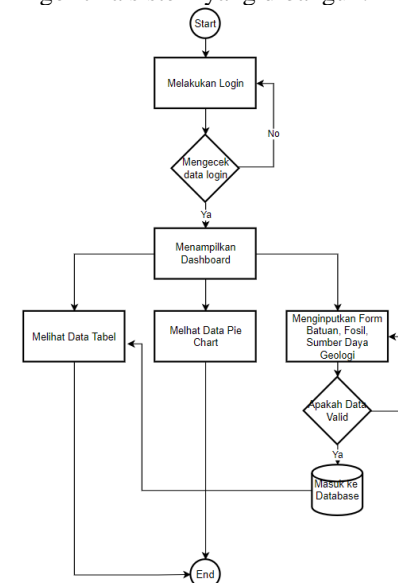 Start
Melakukan Login
No
Mengecek
data login
Ya
Menampilkan
Dashboard
Melihat Data Tabel
Melhat Data Pie
Chart
Menginputkan Form
Batuan, Fosil,
Sumber Daya
Geologi
Apakah Data
Valid
Ya
Masuk ke
Database
End